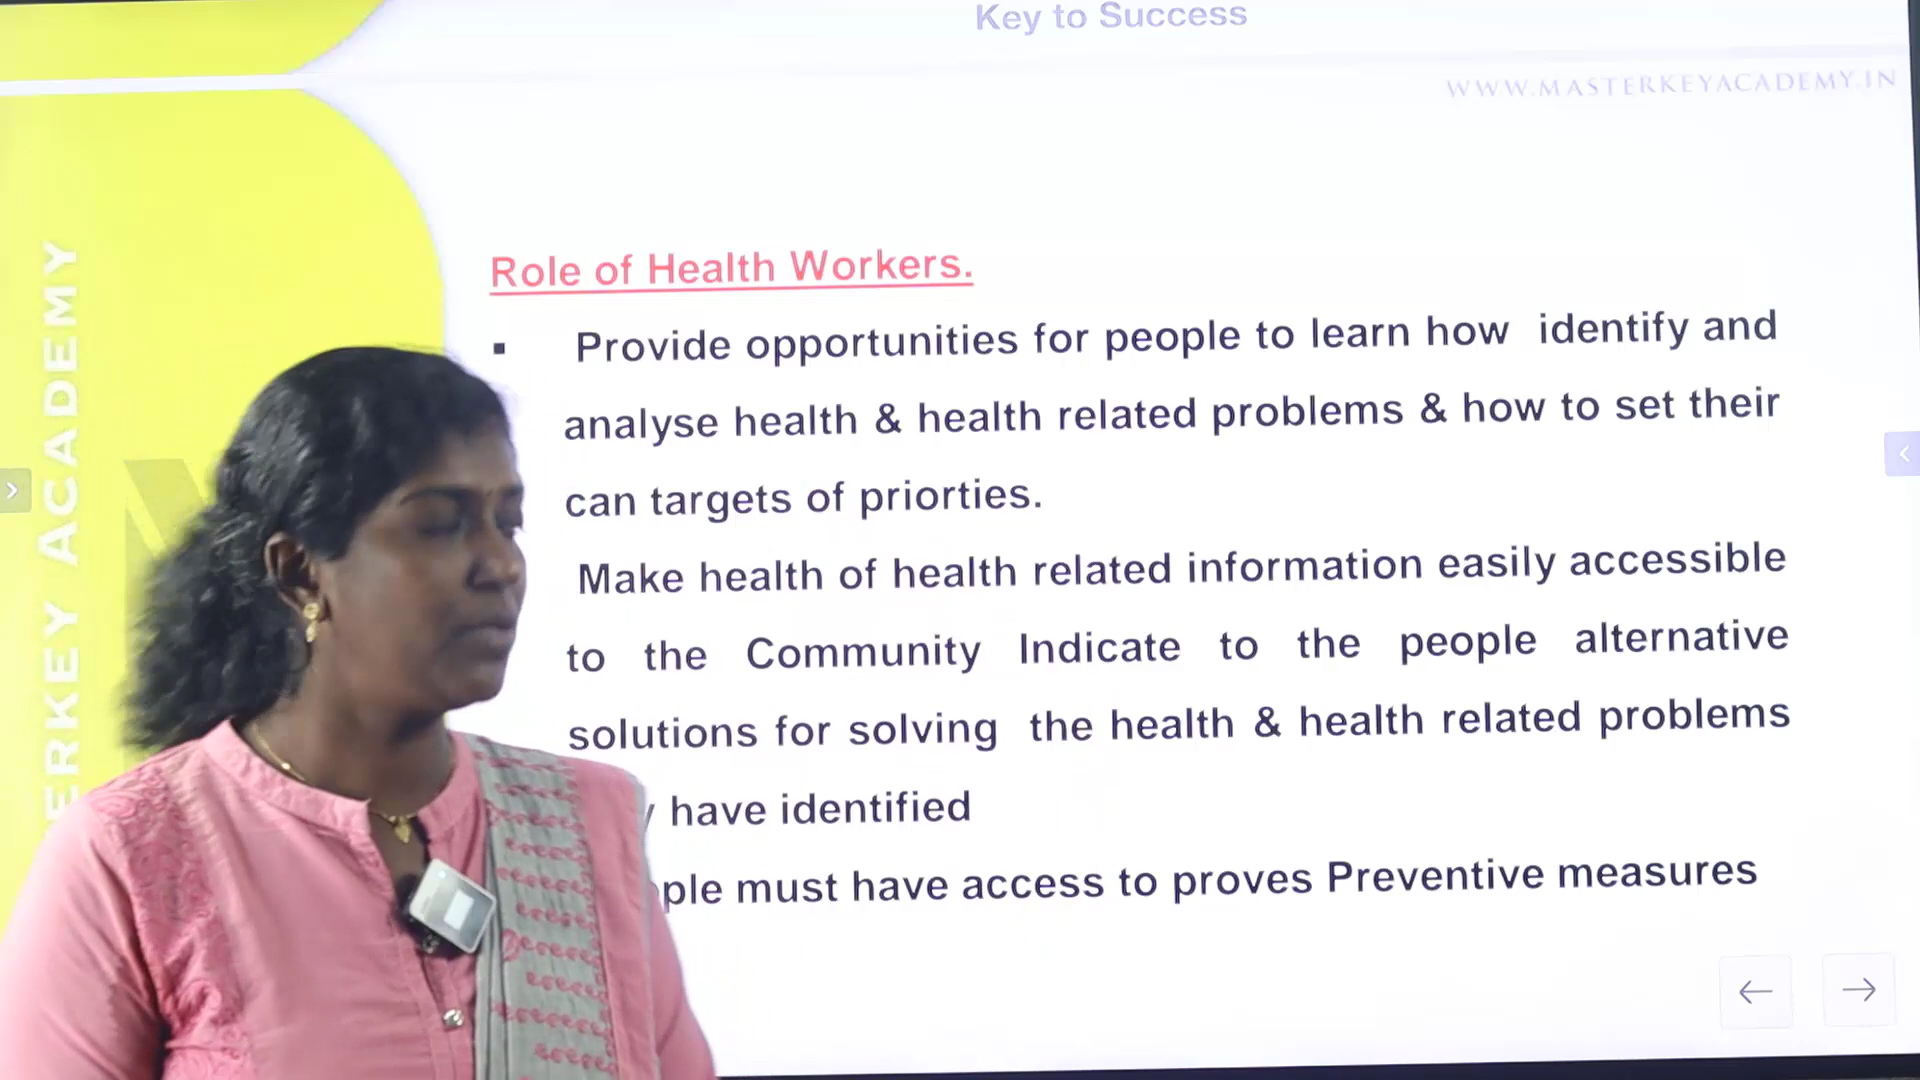 Key to Success
WWW.MASTERKEYACADEMY.IN
ERKEY ACADEMY
Role of Health Workers.
▪ Provide opportunities for people to learn how identify and
analyse health & health related problems & how to set their
can targets of priorties.
Make health of health related information easily accessible
to the Community Indicate to the people alternative
solutions for solving the health & health related problems
have identified
must have access to proves Preventive measures